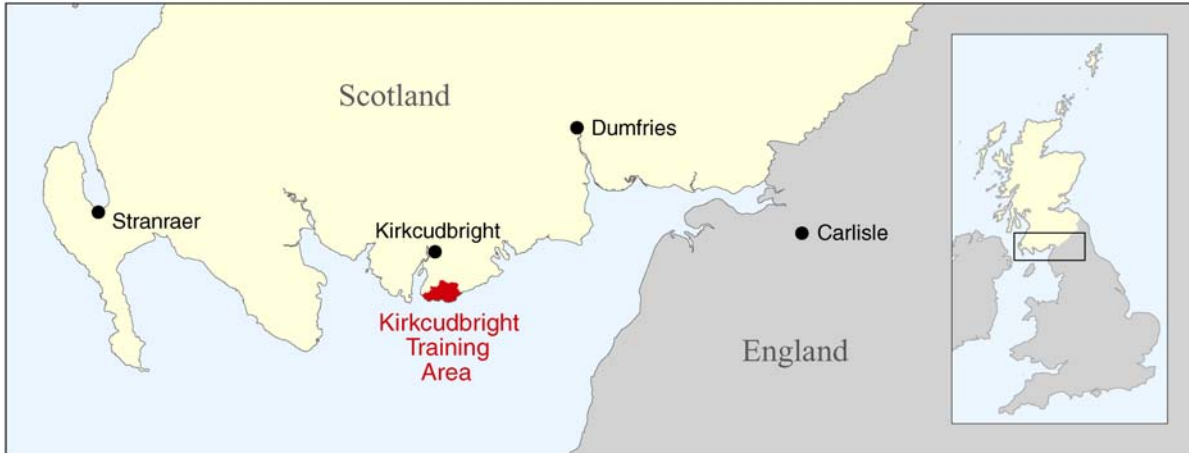 Scotland
Dumfries
Stranraer
Kirkcudbright
Carlisle
Kirkcudbright
Training
Area
England